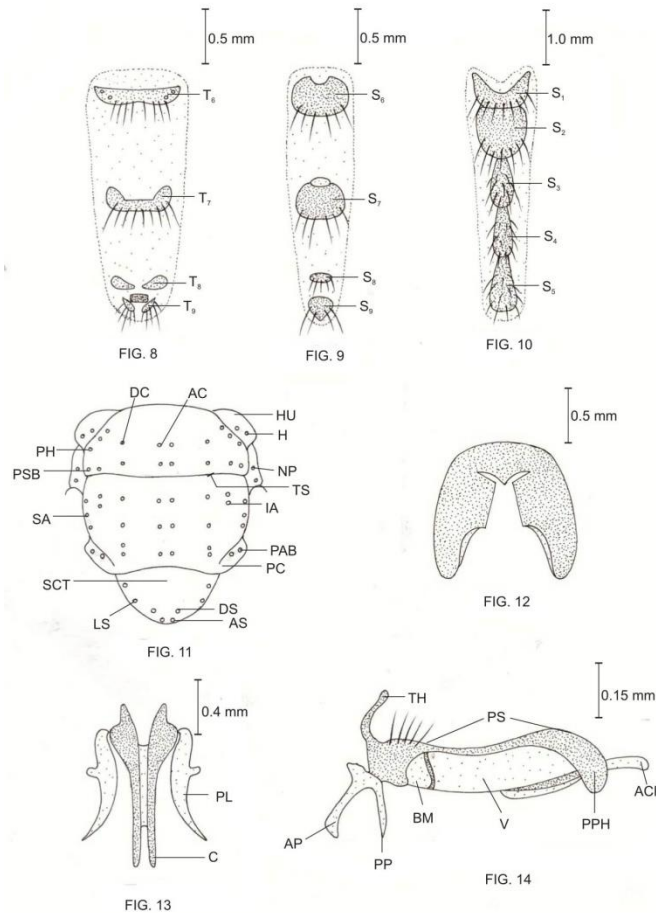 0.5 mm
T₆
T₇
T₈
T₉
FIG. 8
0.5 mm
S₆
S₇
S₈
S₉
FIG. 9
1.0 mm
S₁
S₂
S₃
S₄
S₅
FIG. 10
DC
AC
HU
H
PH
PSB
NP
TS
SA
IA
PAB
SCT
PC
LS
DS
AS
FIG. 11
0.5 mm
FIG. 12
0.4 mm
PL
C
FIG. 13
0.15 mm
TH
PS
AP
PP
BM
V
PPH
FIG. 14